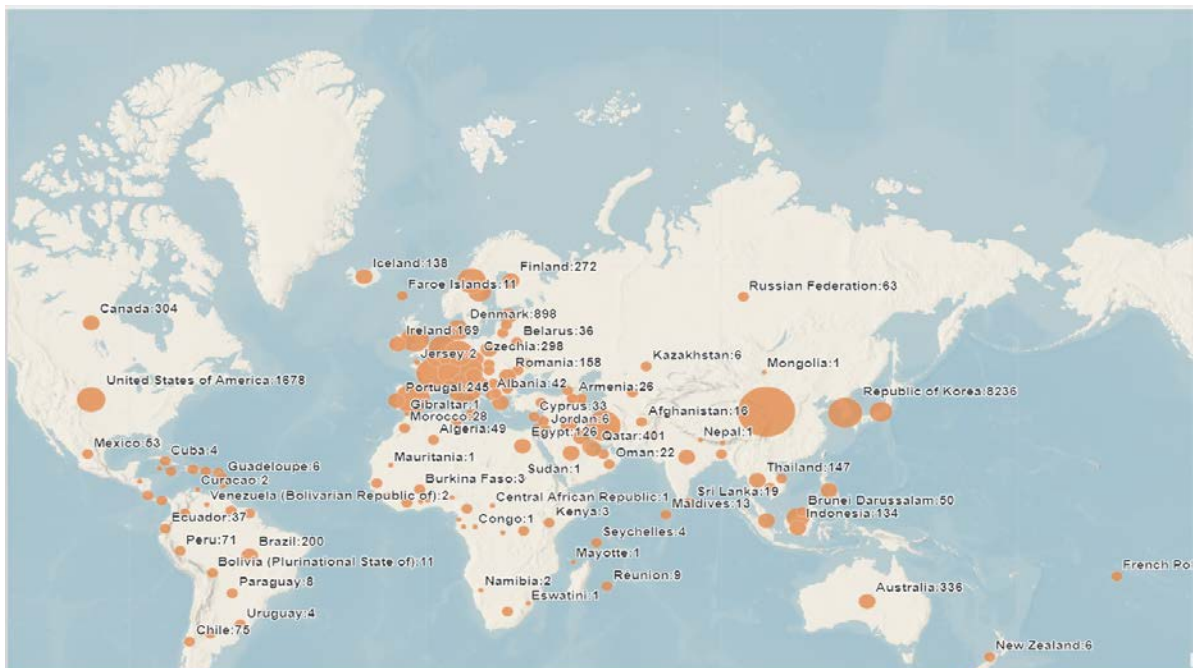 Iceland:138
Finland:272
Russian Federation:63
Faroe Islands:11
Canada:304
Denmark:898
Ireland:169
Belarus:36
Czechia:298
Jersey:2
Kazakhstan:6
Mongolia:1
Romania:158
United States of America:1678
Portugal:245
Albania:42
Armenia:26
Republic of Korea:8236
Gibraltar:1
Cyprus:33
Afghanistan:16
Morocco:28
Jordan:6
Algeria:49
Egypt:126
Qatar:401
Nepal:1
Mexico:53
Cuba:4
Oman:22
Mauritania:1
Sudan:1
Guadeloupe:6
Thailand:147
Curacao:2
Burkina Faso:3
Sri Lanka:19
Venezuela (Bolivarian Republic of):2
Central African Republic:1
Maldives:13
Brunei Darussalam:50
Ecuador:37
Congo:1
Kenya:3
Indonesia:134
Seychelles:4
Peru:71
Brazil:200
Mayotte:1
Bolivia (Plurinational State of):11
French Po
Paraguay:8
Namibia:2
Réunion:9
Eswatini:1
Australia:336
Uruguay:4
Chile:75
New Zealand:6